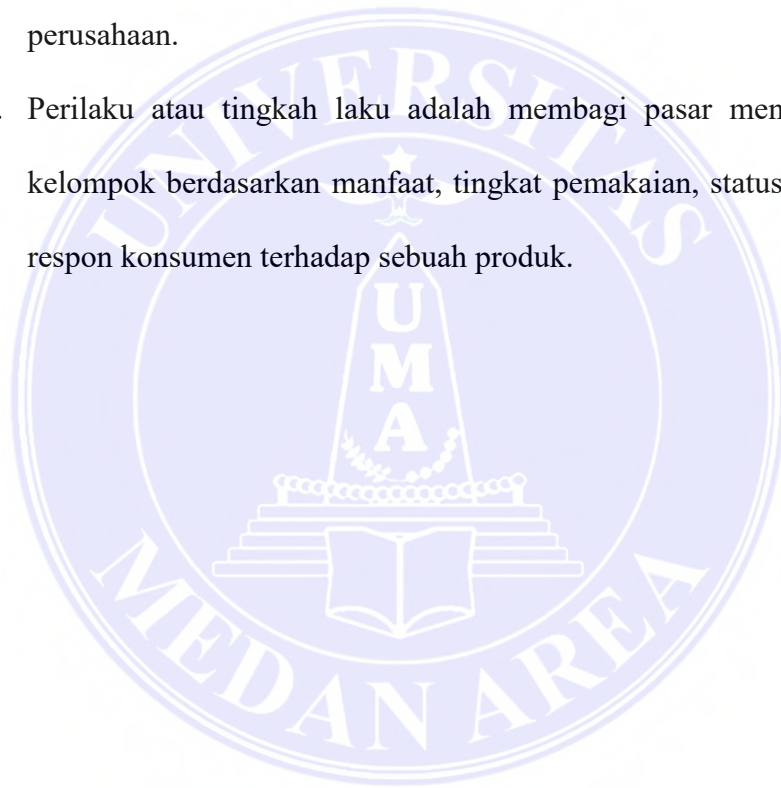 perusahaan.
. Perilaku atau tingkah laku adalah membagi pasar men
kelompok berdasarkan manfaat, tingkat pemakaian, status
respon konsumen terhadap sebuah produk.
UNIVERSITAS
UMA
MEDAN AREA